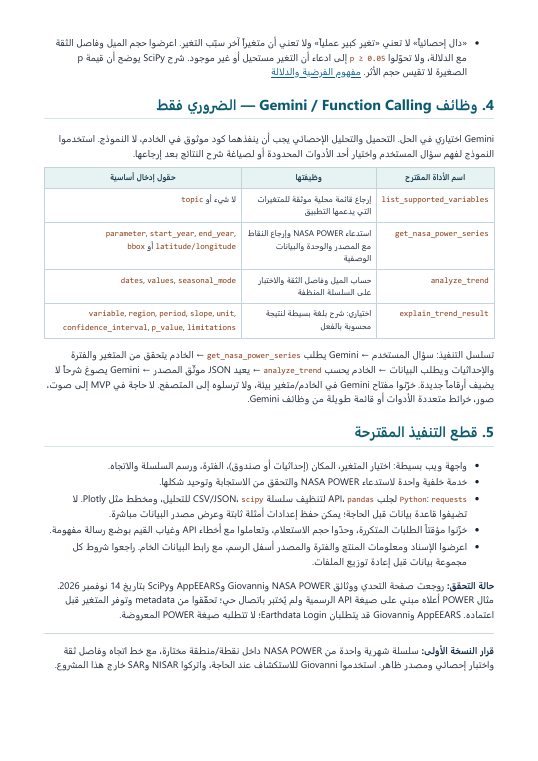 • «دال إحصائياً» لا تعني «تغير كبير عملياً» ولا تعني أن متغيراً آخر سبّب التغير. اعرضوا حجم الميل وفاصل الثقة
مع الدلالة، ولا تحوّلوا p ≥ 0.05 إلى ادعاء أن التغير مستحيل أو غير موجود. شرح SciPy يوضح أن قيمة p
الصغيرة لا تقيس حجم الأثر. مفهوم الفرضية والدلالة
4. وظائف Gemini / Function Calling — الضروري فقط
Gemini اختياري في الحل. التحميل والتحليل الإحصائي يجب أن ينفذهما كود موثوق في الخادم، لا النموذج. استخدموا
النموذج لفهم سؤال المستخدم واختيار أحد الأدوات المحدودة أو لصياغة شرح للنتائج بعد إرجاعها.
اسم الأداة المقترح وظيفتها حقول إدخال أساسية
list_supported_variables إرجاع قائمة محلية موثقة للمتغيرات لا شيء أو topic
التي يدعمها التطبيق
get_nasa_power_series استدعاء NASA POWER وإرجاع النقاط parameter, start_year, end_year,
مع المصدر والوحدة والبيانات bbox أو latitude/longitude
الوصفية
analyze_trend حساب الميل وفاصل الثقة والاختبار dates, values, seasonal_mode
على السلسلة المنظفة
explain_trend_result اختياري: شرح بلغة بسيطة لنتيجة variable, region, period, slope, unit,
محسوبة بالفعل confidence_interval, p_value, limitations
تسلسل التنفيذ: سؤال المستخدم ← Gemini يطلب get_nasa_power_series ← الخادم يتحقق من المتغير والفترة
والإحداثيات ويطلب البيانات ← الخادم يحسب analyze_trend ← يعيد JSON موثّق المصدر ← Gemini يصوغ شرحاً لا
يضيف أرقاماً جديدة. خزّنوا مفتاح Gemini في الخادم/متغير بيئة، ولا ترسلوه إلى المتصفح. لا حاجة في MVP إلى صوت،
صور، خرائط متعددة الأدوات أو قائمة طويلة من وظائف Gemini.
5. قطع التنفيذ المقترحة
• واجهة ويب بسيطة: اختيار المتغير، المكان (إحداثيات أو صندوق)، الفترة، ورسم السلسلة والاتجاه.
• خدمة خلفية واحدة لاستدعاء NASA POWER والتحقق من الاستجابة وتوحيد شكلها.
• Python: requests لجلب API، pandas لتنظيف سلسلة CSV/JSON، scipy للتحليل، ومخطط مثل Plotly. لا
تضيفوا قاعدة بيانات قبل الحاجة؛ يمكن حفظ إعدادات أمثلة ثابتة وعرض مصدر البيانات مباشرة.
• خزّنوا مؤقتاً الطلبات المتكررة، وحدّوا حجم الاستعلام، وتعاملوا مع أخطاء API وغياب القيم بوضع رسالة مفهومة.
• اعرضوا الإسناد ومعلومات المنتج والفترة والمصدر أسفل الرسم، مع رابط البيانات الخام. راجعوا شروط كل
مجموعة بيانات قبل إعادة توزيع الملفات.
حالة التحقق: روجعت صفحة التحدي ووثائق NASA POWER وGiovanni وAppEEARS وSciPy بتاريخ 14 نوفمبر 2026.
مثال POWER أعلاه مبني على صيغة API الرسمية ولم يُختبر باتصال حي؛ تحقّقوا من metadata وتوفر المتغير قبل
اعتماده. AppEEARS وGiovanni قد يتطلبان Earthdata Login؛ لا تتطلبه صيغة POWER المعروضة.
قرار النسخة الأولى: سلسلة شهرية واحدة من NASA POWER داخل نقطة/منطقة مختارة، مع خط اتجاه وفاصل ثقة
واختبار إحصائي ومصدر ظاهر. استخدموا Giovanni للاستكشاف عند الحاجة، واتركوا NISAR وSAR خارج هذا المشروع.